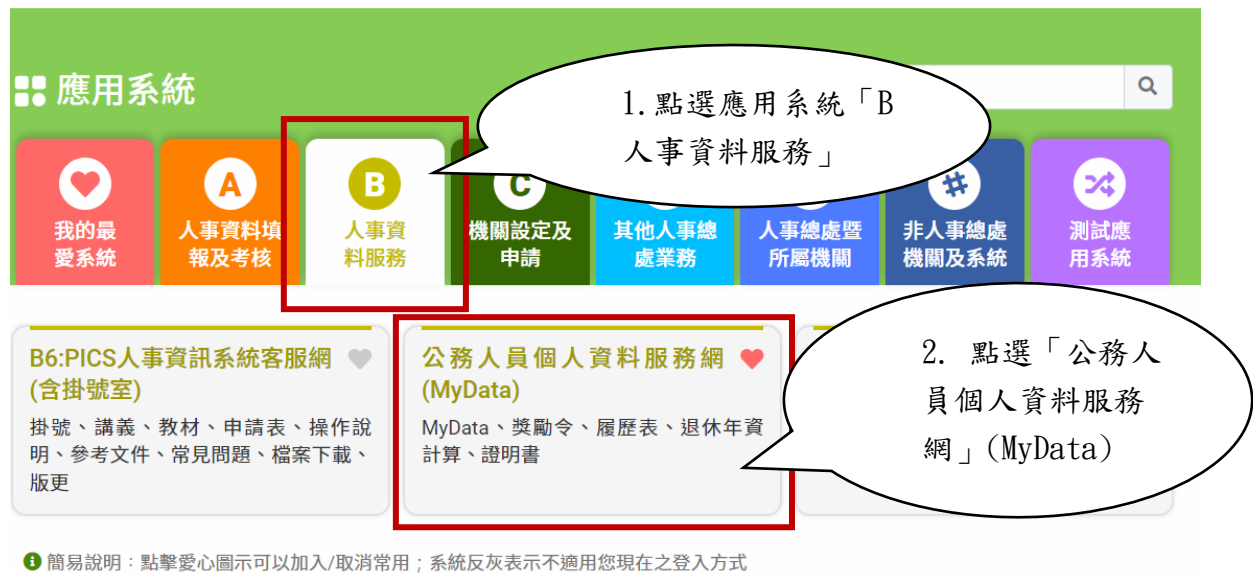 應用系統
1.點選應用系統「B
人事資料服務」
我的最
愛系統
A
人事資料填
報及考核
B
人事資
料服務
C
機關設定及
申請
其他人事總
處業務
人事總處暨
所屬機關
#
非人事總處
機關及系統
測試應
用系統
B6:PICS人事資訊系統客服網
(含掛號室)
掛號、講義、教材、申請表、操作說
明、參考文件、常見問題、檔案下載、
版更
公務人員個人資料服務網
(MyData)
MyData、獎勵令、履歷表、退休年資
計算、證明書
2. 點選「公務人
員個人資料服務
網」(MyData)
簡易說明：點擊愛心圖示可以加入/取消常用；系統反灰表示不適用您現在之登入方式